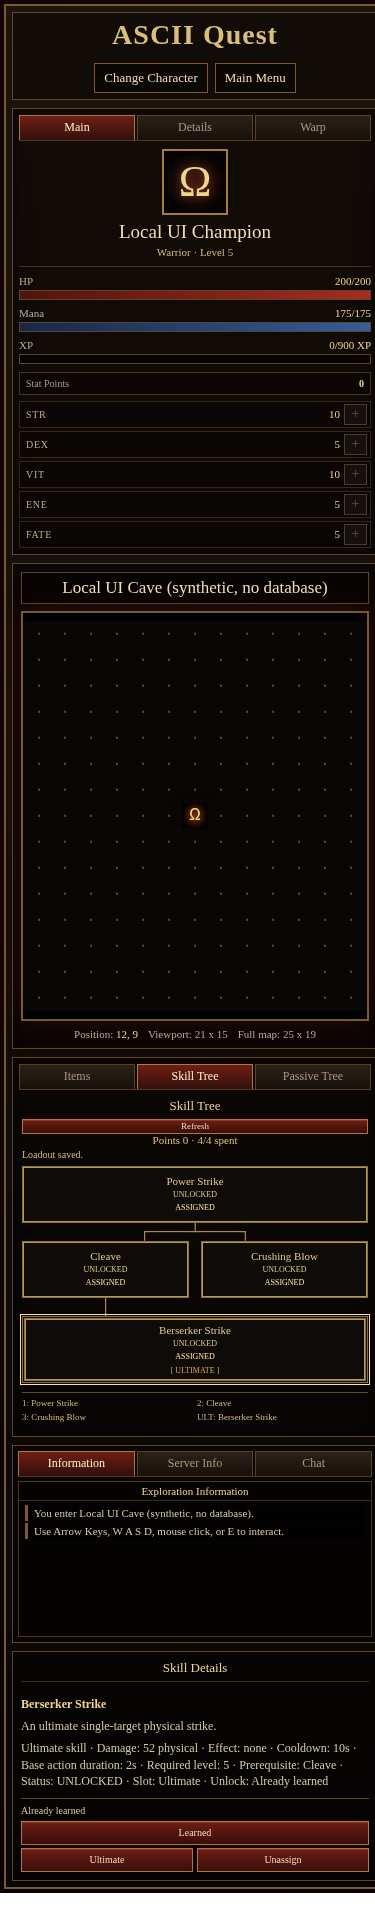 ASCII Quest
Change Character Main Menu
Main Details Warp
Ω
Local UI Champion
Warrior · Level 5
HP 200/200
Mana 175/175
XP 0/900 XP
Stat Points 0
STR 10 +
DEX 5 +
VIT 10 +
ENE 5 +
FATE 5 +
Local UI Cave (synthetic, no database)
Ω
Position: 12, 9 Viewport: 21 x 15 Full map: 25 x 19
Items Skill Tree Passive Tree
Skill Tree
Refresh
Points 0 · 4/4 spent
Loadout saved.
Power Strike
UNLOCKED
ASSIGNED
Cleave Crushing Blow
UNLOCKED UNLOCKED
ASSIGNED ASSIGNED
Berserker Strike
UNLOCKED
ASSIGNED
[ ULTIMATE ]
1: Power Strike 2: Cleave
3: Crushing Blow ULT: Berserker Strike
Information Server Info Chat
Exploration Information
You enter Local UI Cave (synthetic, no database).
Use Arrow Keys, W A S D, mouse click, or E to interact.
Skill Details
Berserker Strike
An ultimate single-target physical strike.
Ultimate skill · Damage: 52 physical · Effect: none · Cooldown: 10s ·
Base action duration: 2s · Required level: 5 · Prerequisite: Cleave ·
Status: UNLOCKED · Slot: Ultimate · Unlock: Already learned
Already learned
Learned
Ultimate Unassign